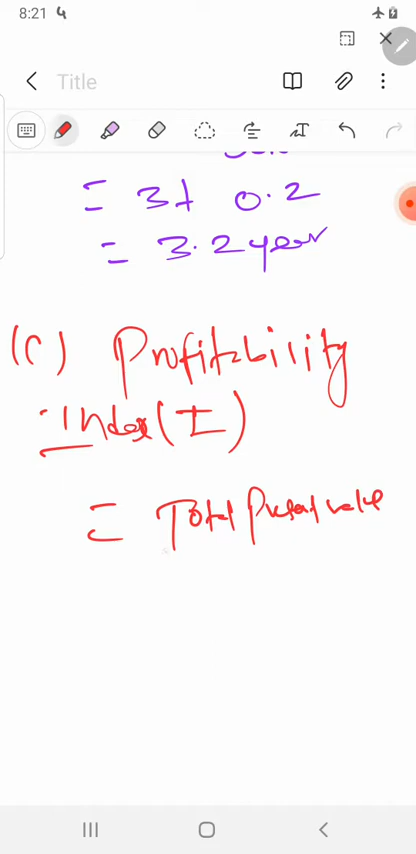 8:21
Title
= 3+ 0.2
= 3.2 year
(C) Profitability
Index (I)
= Total Present value